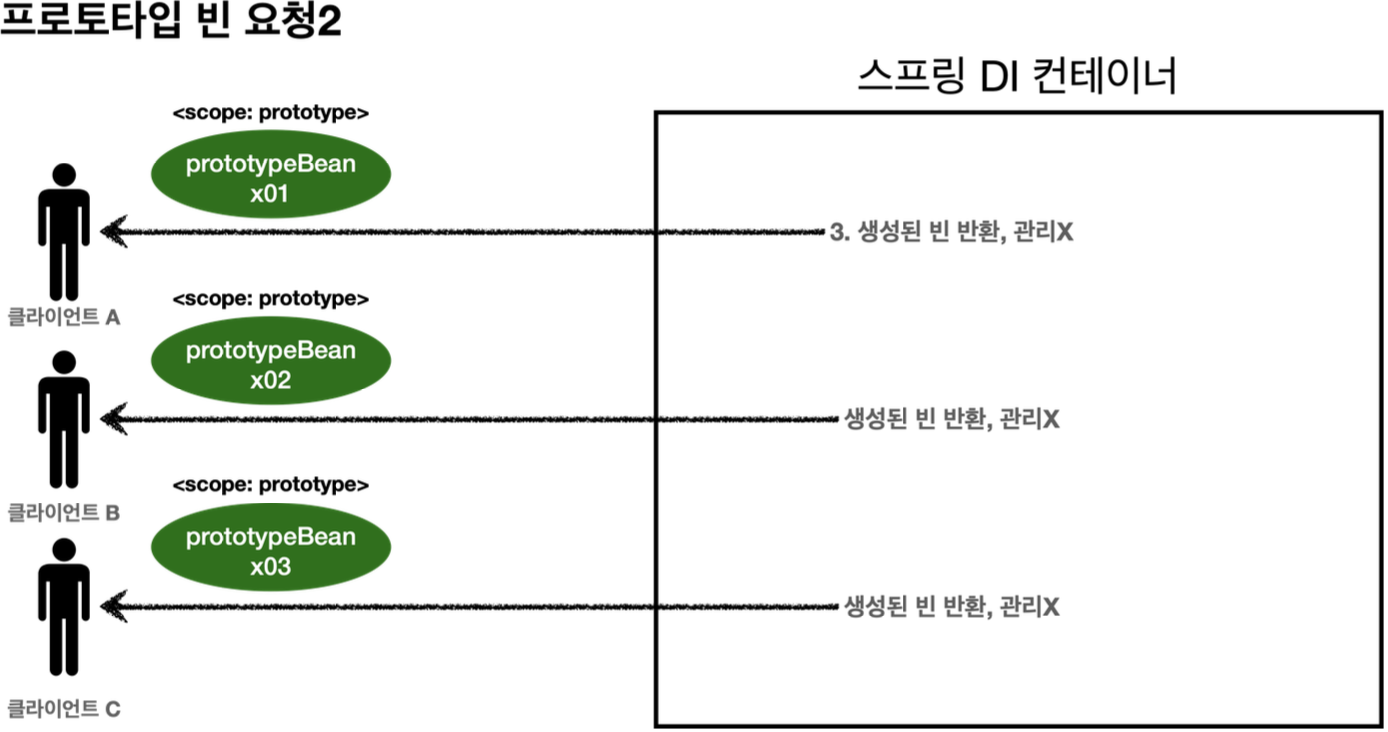 프로토타입 빈 요청2
스프링 DI 컨테이너
<scope: prototype>
prototypeBean
x01
3. 생성된 빈 반환, 관리X
클라이언트 A
<scope: prototype>
prototypeBean
x02
생성된 빈 반환, 관리X
클라이언트 B
<scope: prototype>
prototypeBean
x03
생성된 빈 반환, 관리X
클라이언트 C